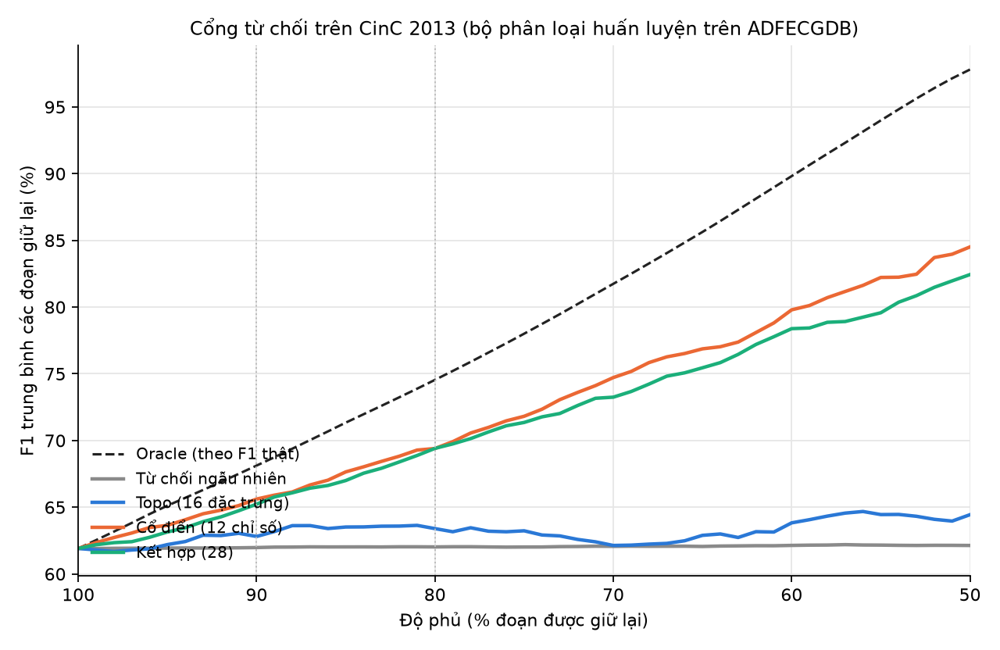 Cổng từ chối trên CinC 2013 (bộ phân loại huấn luyện trên ADFECGDB)
F1 trung bình các đoạn giữ lại (%)
95
90
85
80
75
70
65
60
Oracle (theo F1 thật)
Từ chối ngẫu nhiên
Topo (16 đặc trưng)
Cổ điển (12 chỉ số)
Kết hợp (28)
100
90
80
70
60
50
Độ phủ (% đoạn được giữ lại)